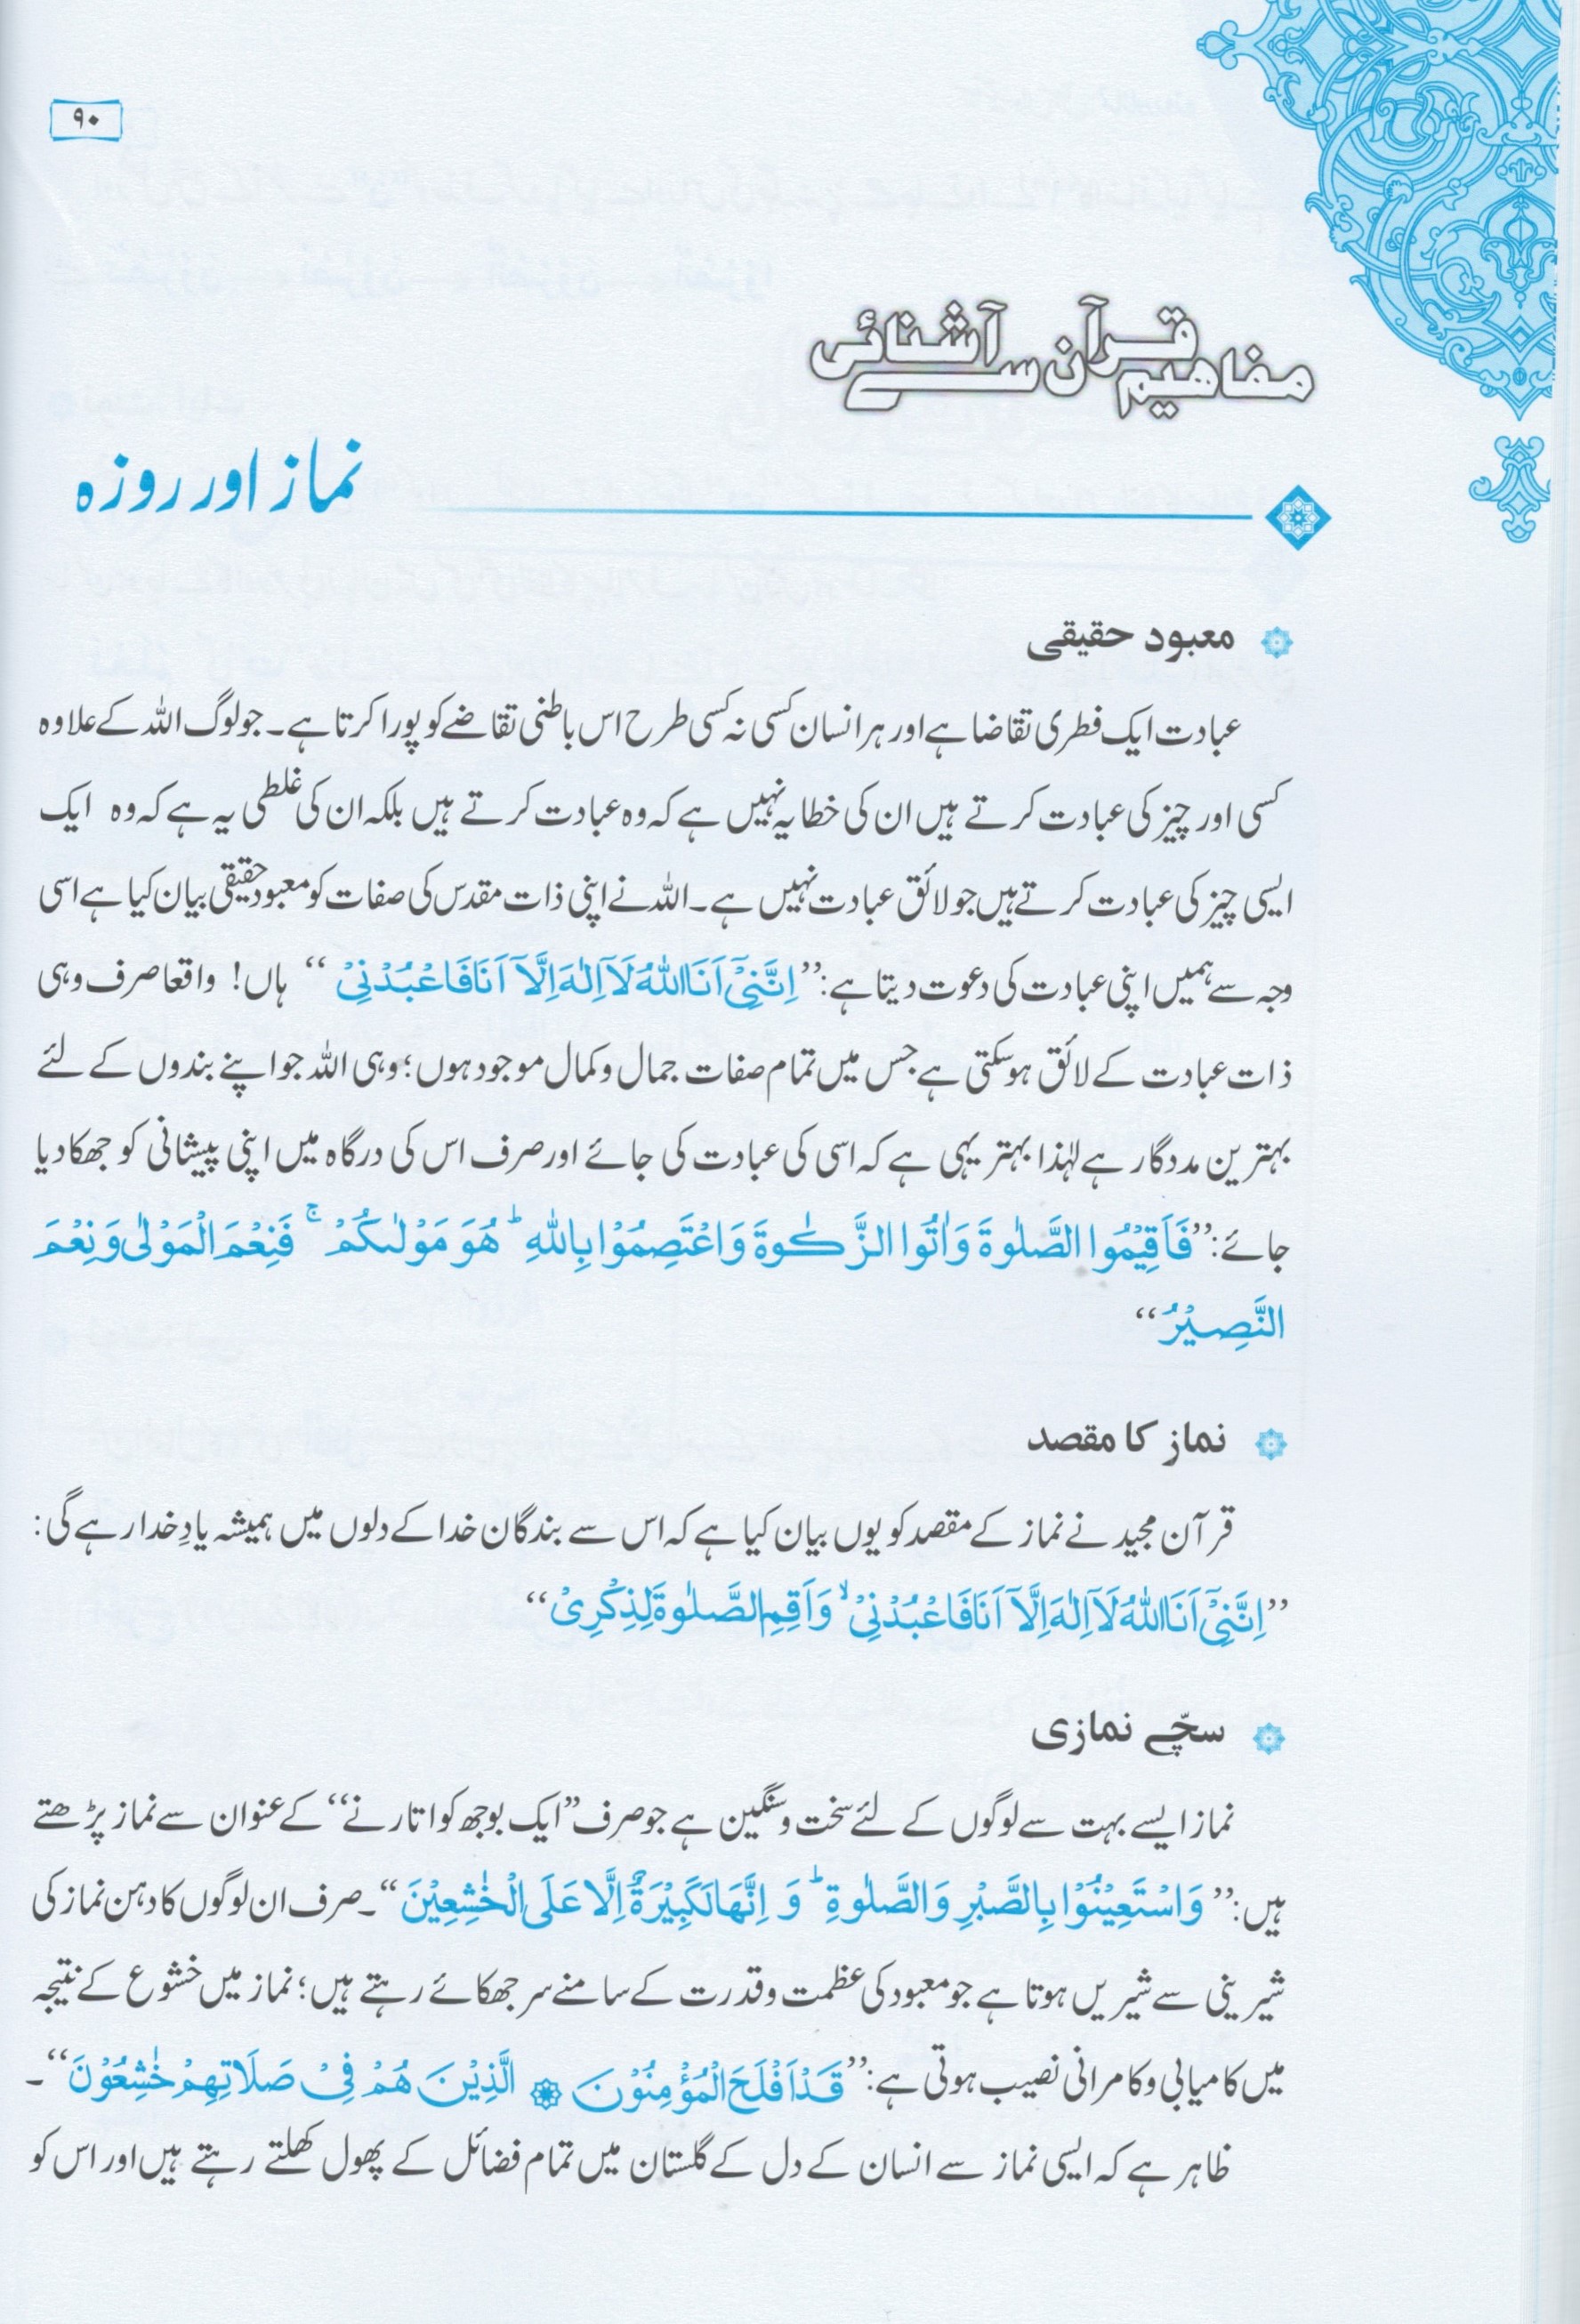 ۹۰
مفاہیم قرآن سے آشنائی
نماز اور روزہ
معبود حقیقی
عبادت ایک فطری تقاضا ہے اور ہر انسان کسی نہ کسی طرح اس باطنی تقاضے کو پورا کرتا ہے۔ جو لوگ اللہ کے علاوہ
کسی اور چیز کی عبادت کرتے ہیں ان کی خطا یہ نہیں ہے کہ وہ عبادت کرتے ہیں بلکہ ان کی غلطی یہ ہے کہ وہ ایک
ایسی چیز کی عبادت کرتے ہیں جو لائق عبادت نہیں ہے۔ اللہ نے اپنی ذات مقدس کی صفات کو معبود حقیقی بیان کیا ہے اسی
وجہ سے ہمیں اپنی عبادت کی دعوت دیتا ہے: ’’اِنَّنِیْۤ اَنَا اللّٰہُ لَاۤ اِلٰہَ اِلَّاۤ اَنَا فَاعْبُدْنِیْ‘‘ ہاں! واقعا صرف وہی
ذات عبادت کے لائق ہوسکتی ہے جس میں تمام صفات جمال و کمال موجود ہوں؛ وہی اللہ جو اپنے بندوں کے لئے
بہترین مددگار ہے لہٰذا بہتر یہی ہے کہ اسی کی عبادت کی جائے اور صرف اس کی درگاہ میں اپنی پیشانی کو جھکا دیا
جائے: ’’فَاَقِیْمُوا الصَّلٰوۃَ وَاٰتُوا الزَّکٰوۃَ وَاعْتَصِمُوْا بِاللّٰہِ ؕ ھُوَ مَوْلٰىکُمْ ۚ فَنِعْمَ الْمَوْلٰی وَنِعْمَ
النَّصِیْرُ‘‘
نماز کا مقصد
قرآن مجید نے نماز کے مقصد کو یوں بیان کیا ہے کہ اس سے بندگان خدا کے دلوں میں ہمیشہ یادِ خدا رہے گی:
’’اِنَّنِیْۤ اَنَا اللّٰہُ لَاۤ اِلٰہَ اِلَّاۤ اَنَا فَاعْبُدْنِیْ ۙ وَاَقِمِ الصَّلٰوۃَ لِذِکْرِیْ‘‘
سچّے نمازی
نماز ایسے بہت سے لوگوں کے لئے سخت و سنگین ہے جو صرف ’’ایک بوجھ کو اتارنے‘‘ کے عنوان سے نماز پڑھتے
ہیں: ’’وَاسْتَعِیْنُوْا بِالصَّبْرِ وَالصَّلٰوۃِ ؕ وَ اِنَّھَا لَکَبِیْرَۃٌ اِلَّا عَلَی الْخٰشِعِیْنَ‘‘۔ صرف ان لوگوں کا دہن نماز کی
شیرینی سے شیریں ہوتا ہے جو معبود کی عظمت و قدرت کے سامنے سر جھکائے رہتے ہیں؛ نماز میں خشوع کے نتیجہ
میں کامیابی و کامرانی نصیب ہوتی ہے: ’’قَدْ اَفْلَحَ الْمُؤْمِنُوْنَ ۞ الَّذِیْنَ ھُمْ فِیْ صَلَاتِھِمْ خٰشِعُوْنَ‘‘۔
ظاہر ہے کہ ایسی نماز سے انسان کے دل کے گلستان میں تمام فضائل کے پھول کھلتے رہتے ہیں اور اس کو